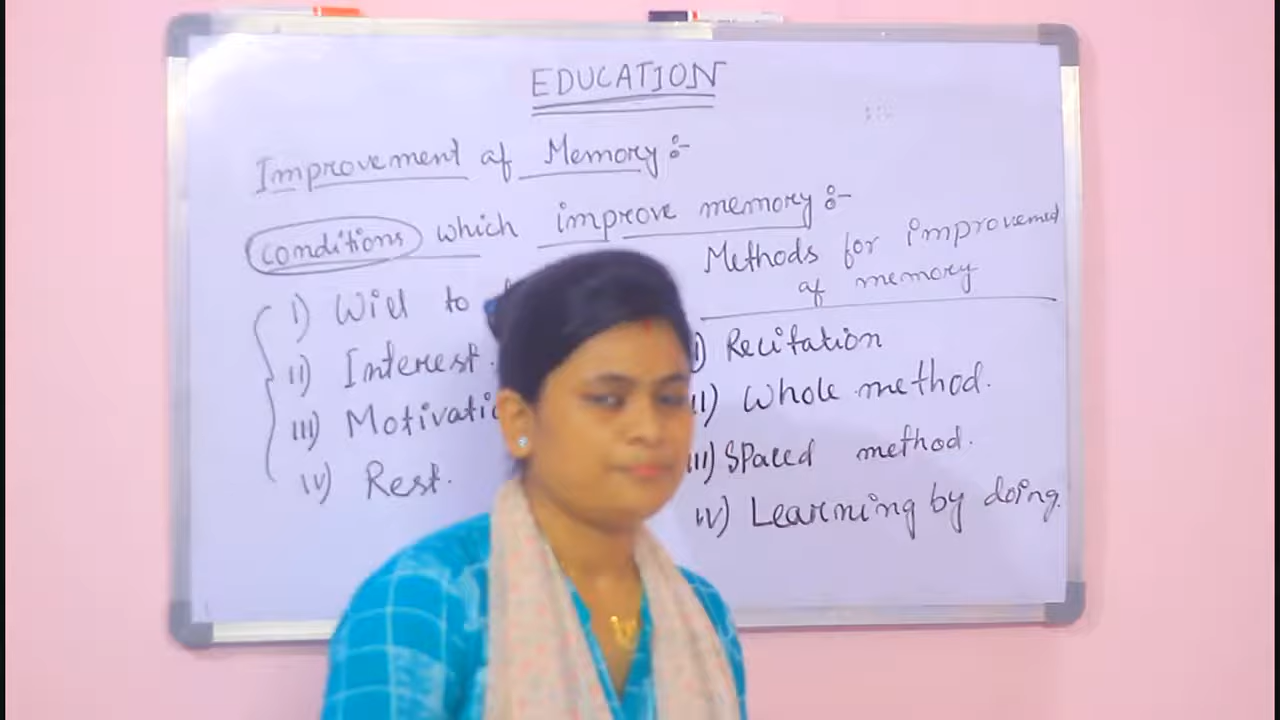 EDUCATION
Improvement of Memory :-
conditions which improve memory :-
I) Will to
II) Interest.
III)
IV) Rest.
Methods for improvement
of memory
I) Recitation
II) Whole method.
III) Spaced method.
IV) Learning by doing.